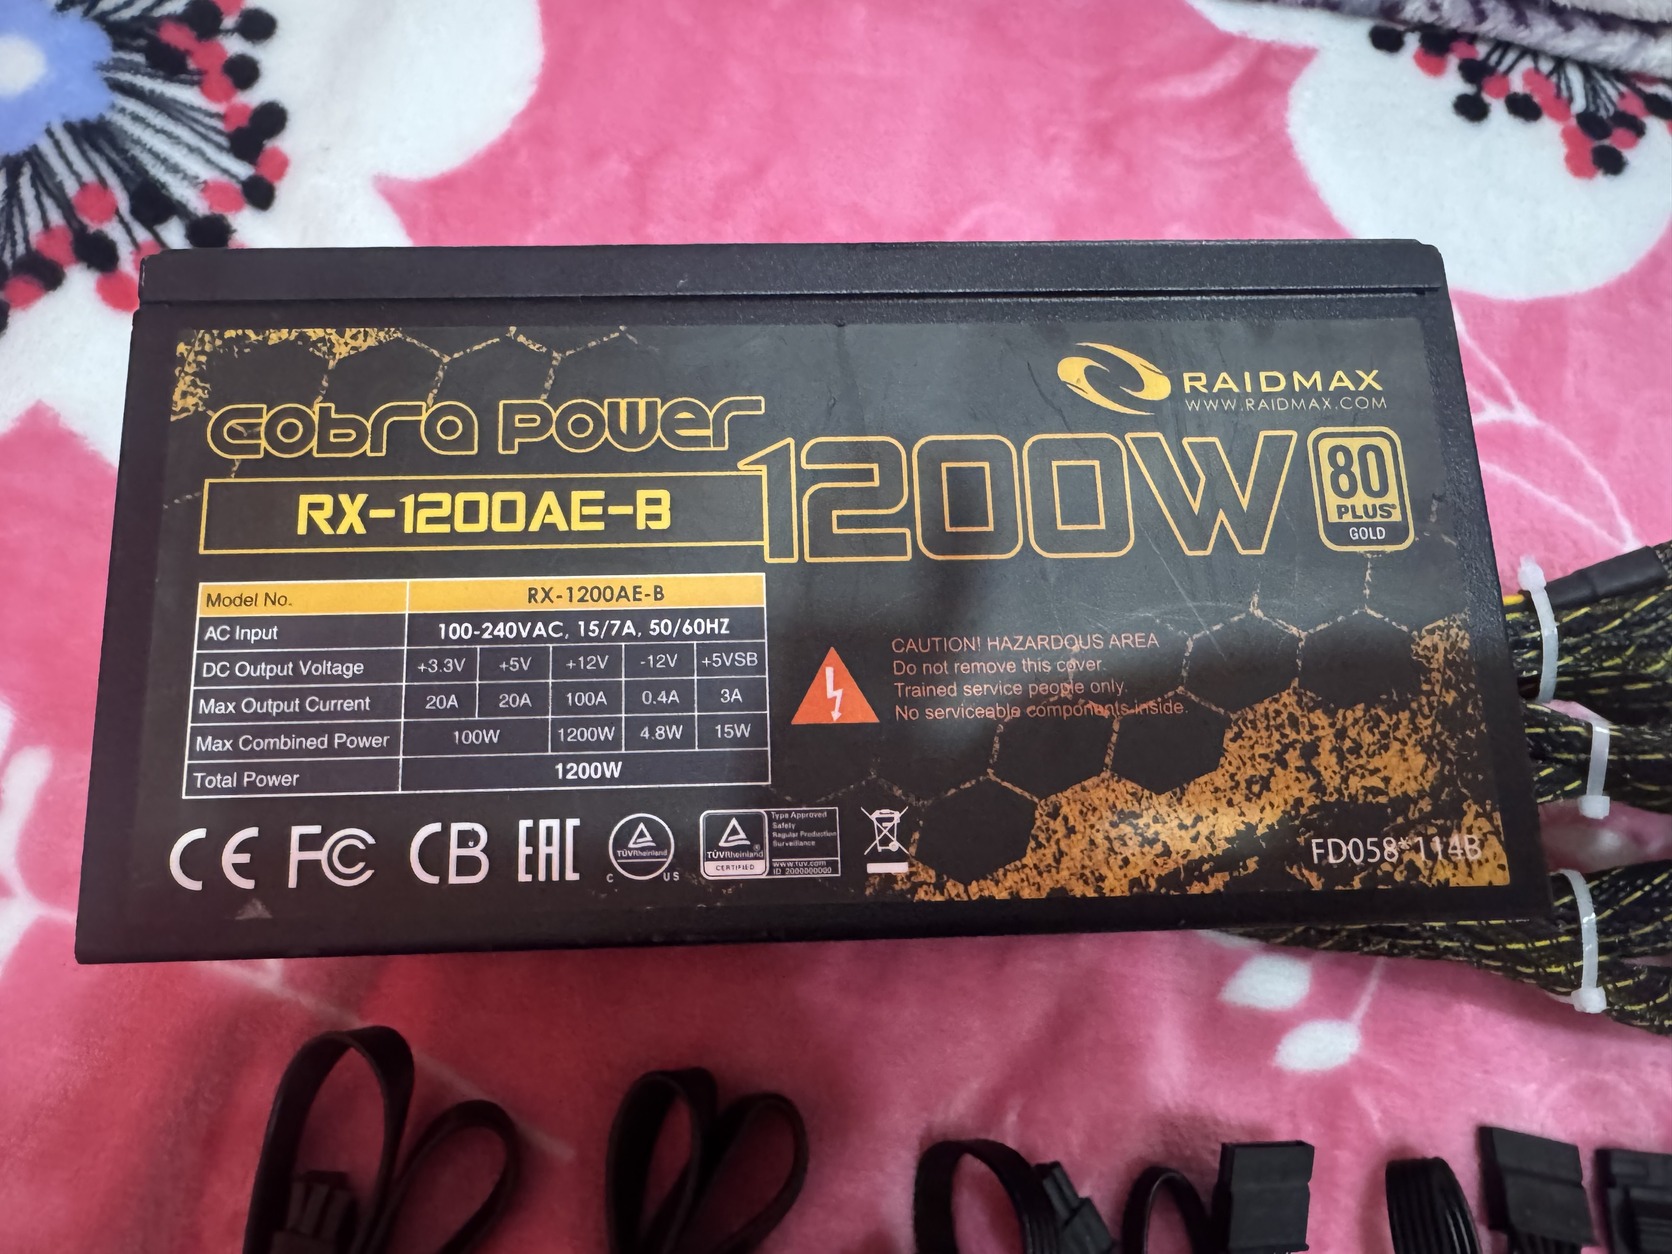 RAIDMAX
WWW.RAIDMAX.COM
cobra power
RX-1200AE-B
1200W
80
PLUS®
GOLD
Model No. RX-1200AE-B
AC Input 100-240VAC, 15/7A, 50/60HZ
DC Output Voltage +3.3V +5V +12V -12V +5VSB
Max Output Current 20A 20A 100A 0.4A 3A
Max Combined Power 100W 1200W 4.8W 15W
Total Power 1200W
CAUTION! HAZARDOUS AREA
Do not remove this cover.
Trained service people only.
No serviceable components inside.
CE FC CB EAC
TÜVRheinland
C US
TÜVRheinland®
CERTIFIED
Type Approved
Safety
Regular Production
Surveillance
www.tuv.com
ID 2000000000
FD058*114B